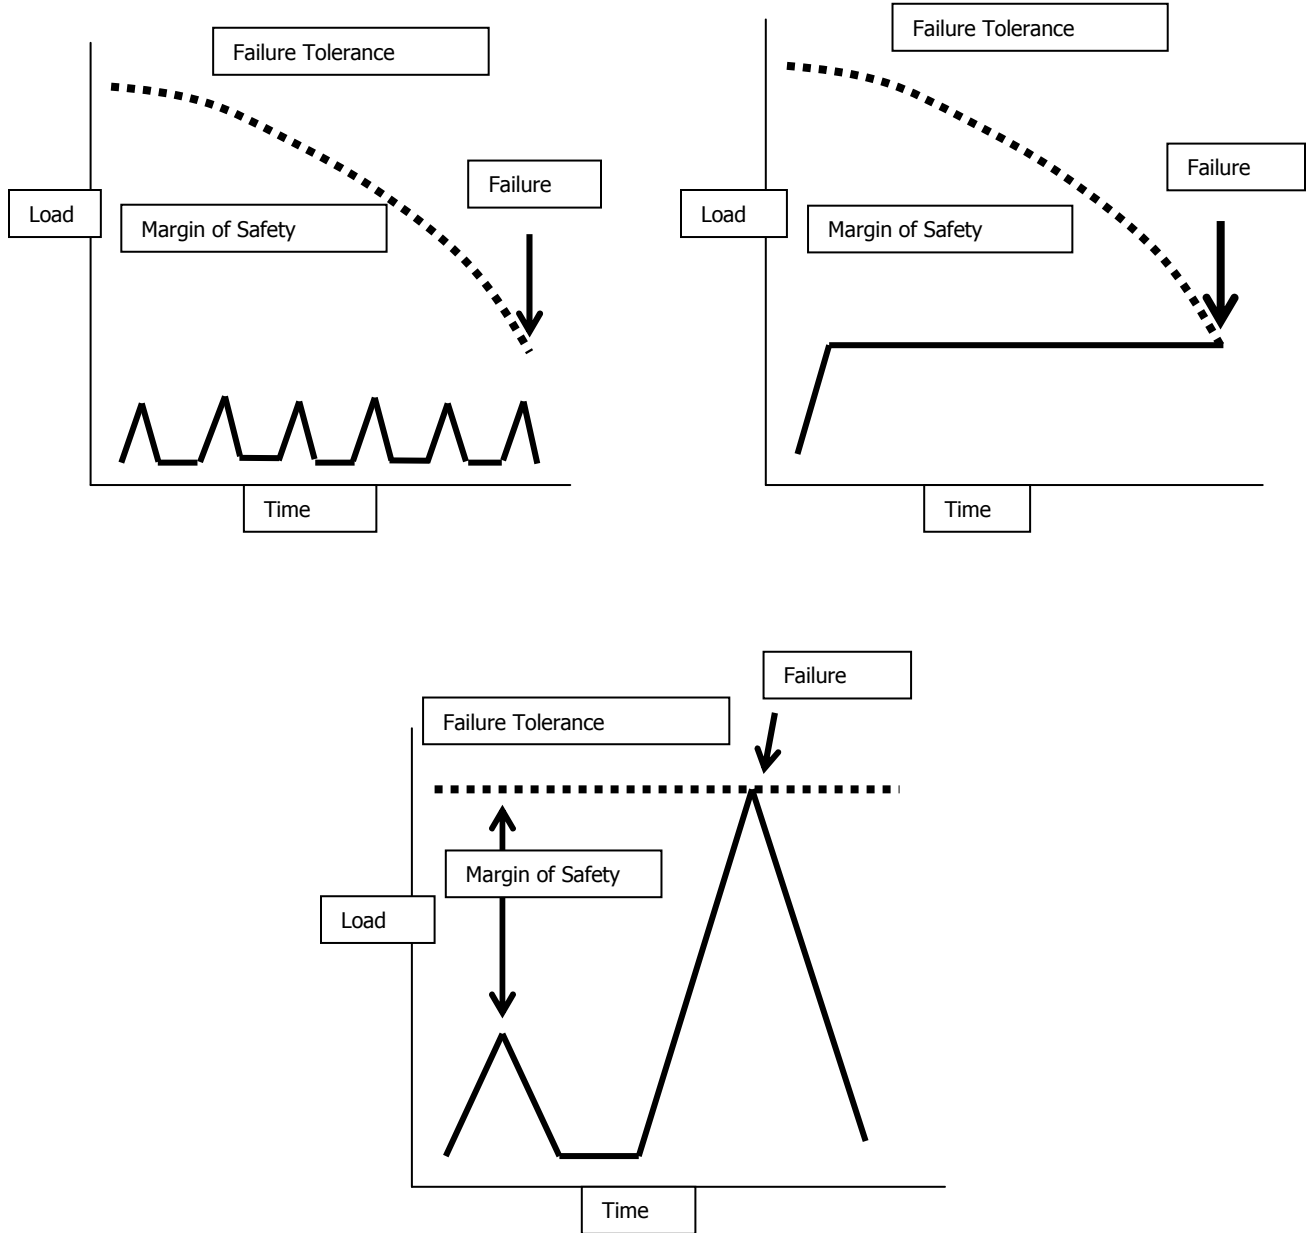 Failure Tolerance
Failure
Load
Margin of Safety
Time
Failure Tolerance
Failure
Load
Margin of Safety
Time
Failure
Failure Tolerance
Margin of Safety
Load
Time